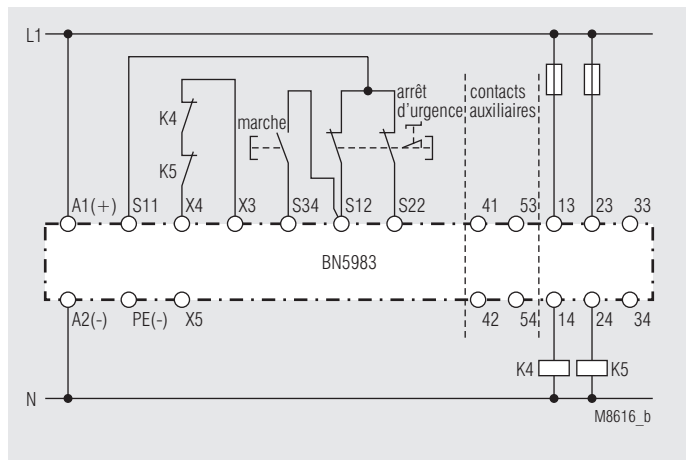 L1
arrêt contacts
marche d'urgence auxiliaires
K4
K5
A1(+) S11 X4 X3 S34 S12 S22 41 53 13 23 33
BN5983
A2(-) PE(-) X5 42 54 14 24 34
K4 K5
N
M8616_b